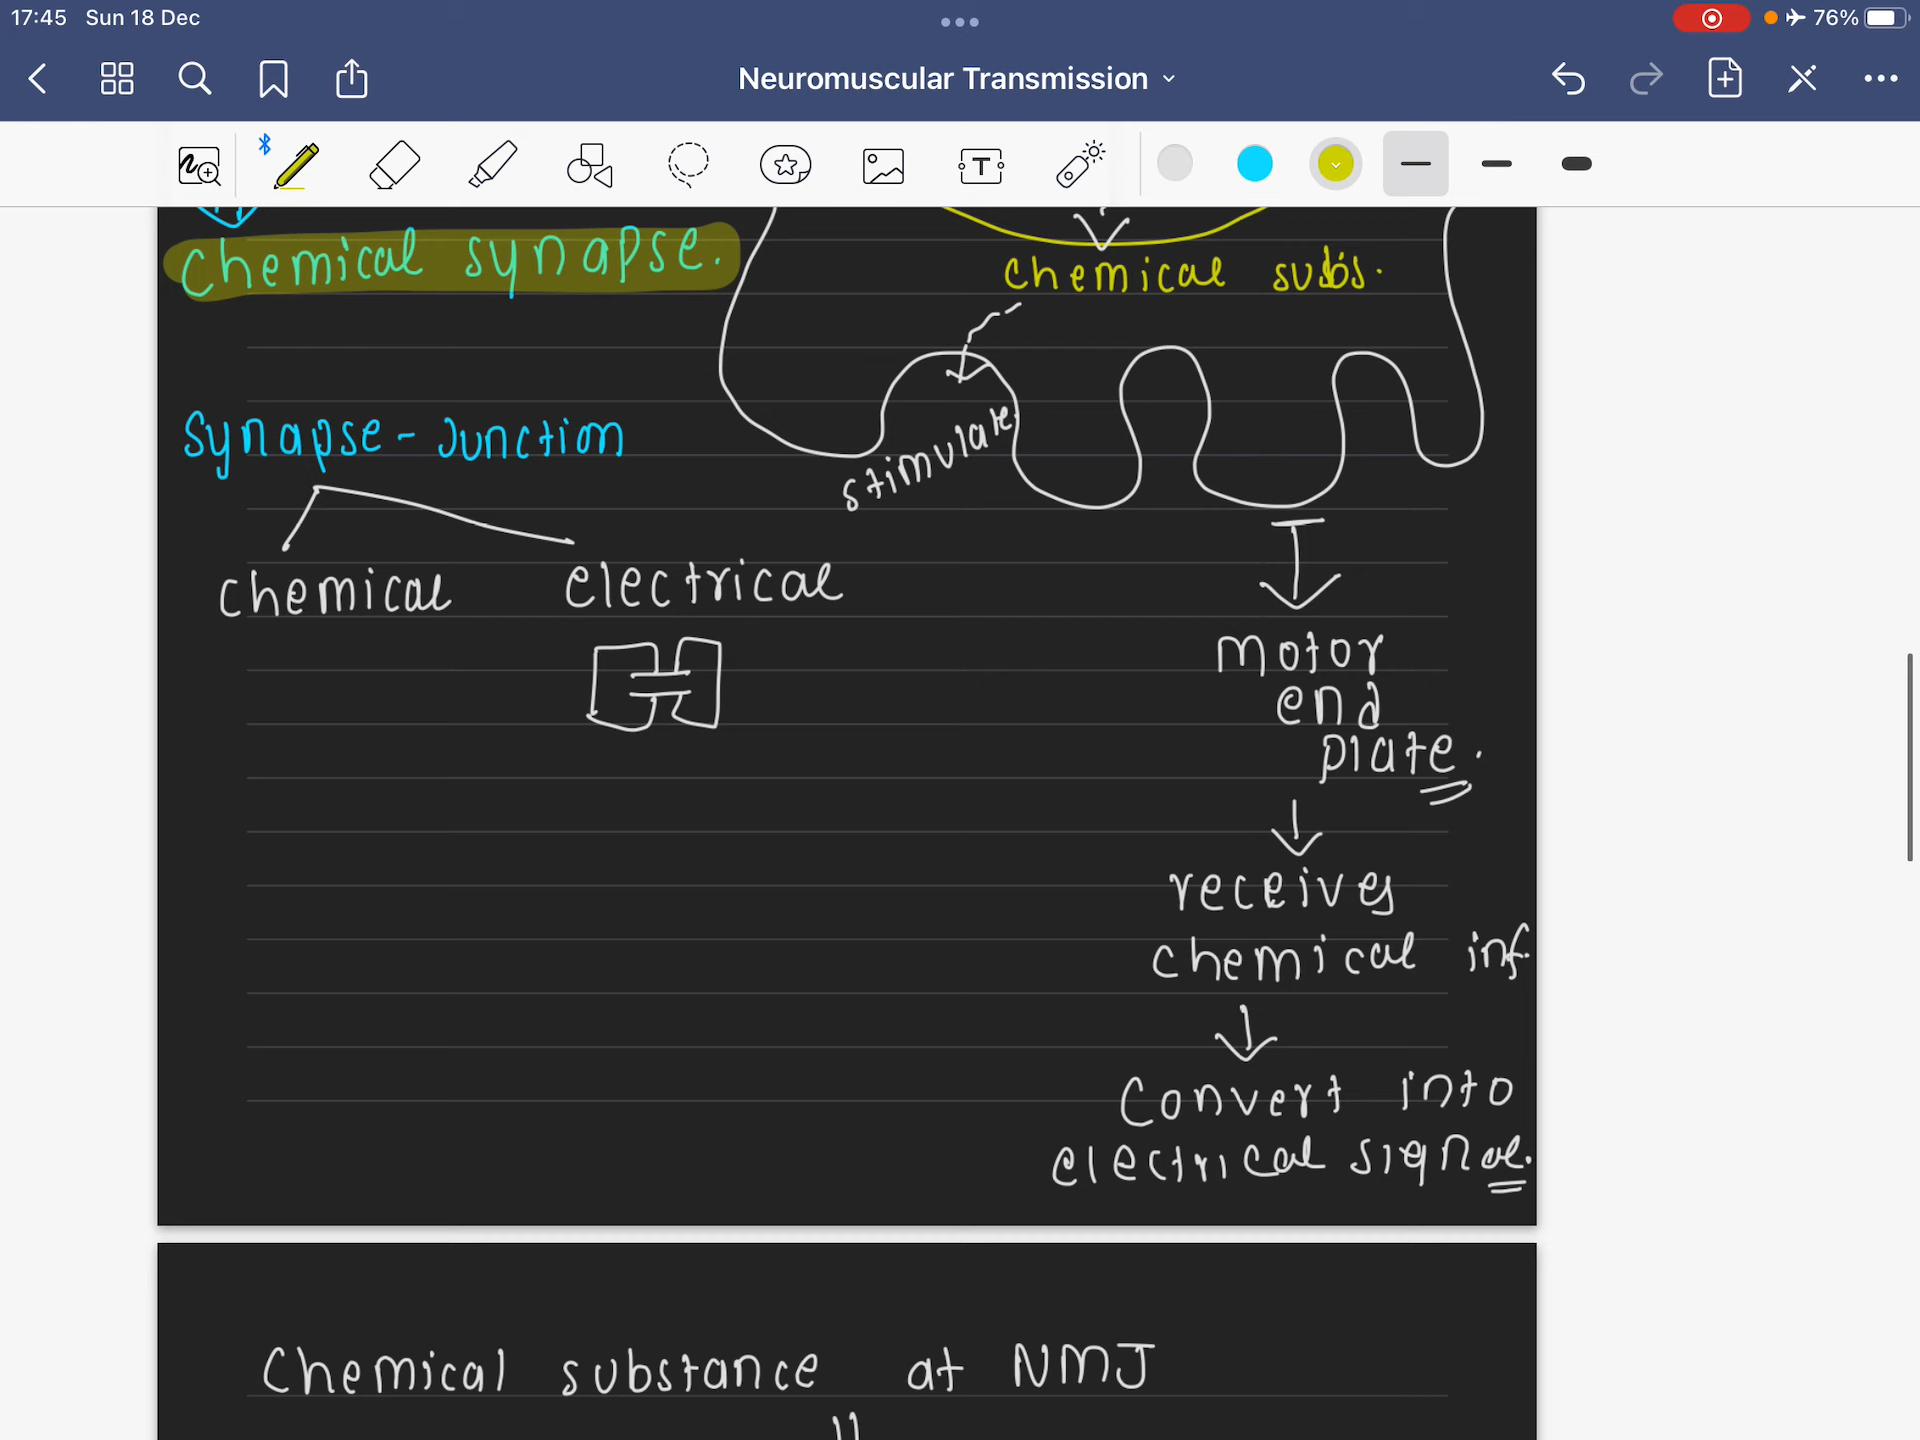 17:45 Sun 18 Dec
76%
Neuromuscular Transmission
T
Chemical synapse.
Chemical subs.
Synapse - Junction
stimulate
Chemical electrical
Motor
end
plate.
receives
chemical inf.
Convert into
electrical signal.
Chemical substance at NMJ